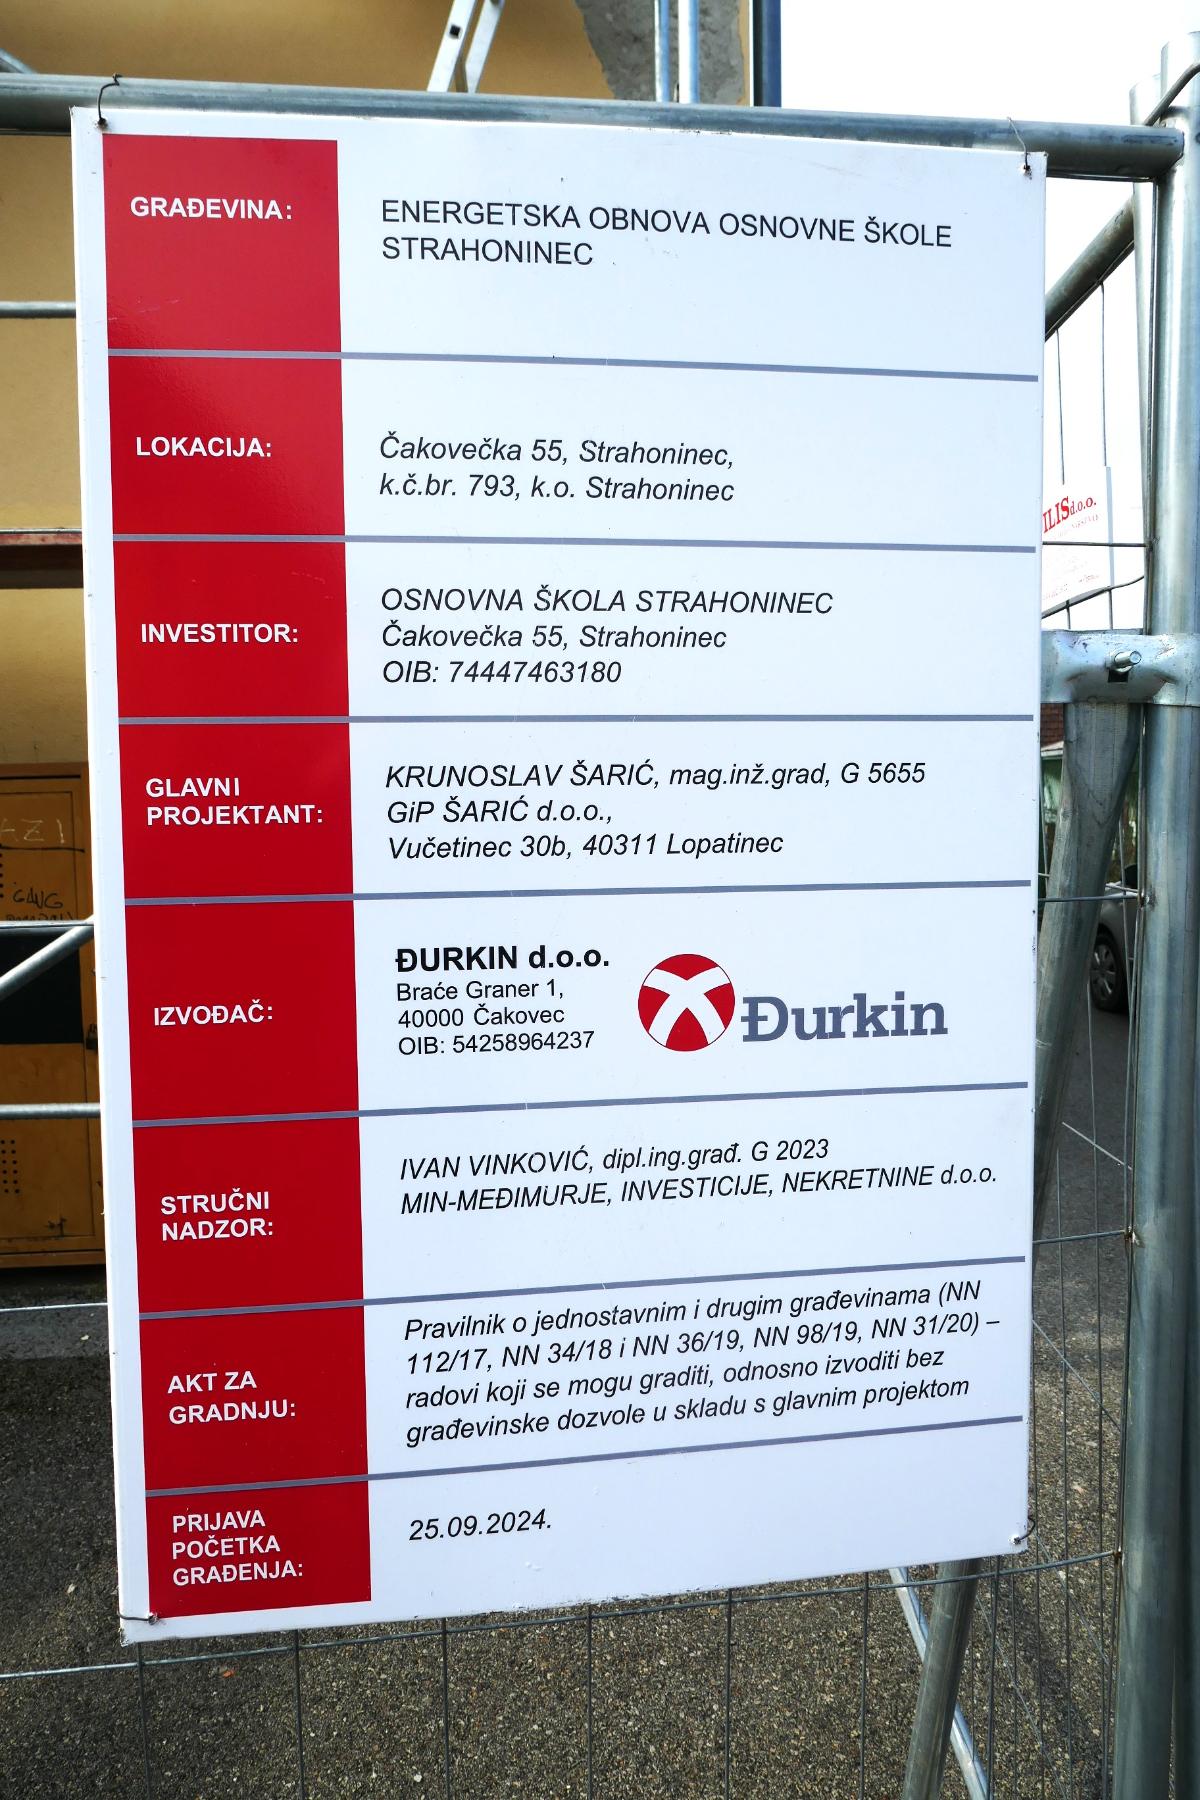 GRAĐEVINA:
ENERGETSKA OBNOVA OSNOVNE ŠKOLE
STRAHONINEC
LOKACIJA:
Čakovečka 55, Strahoninec,
k.č.br. 793, k.o. Strahoninec
INVESTITOR:
OSNOVNA ŠKOLA STRAHONINEC
Čakovečka 55, Strahoninec
OIB: 74447463180
GLAVNI
PROJEKTANT:
KRUNOSLAV ŠARIĆ, mag.inž.grad, G 5655
GiP ŠARIĆ d.o.o.,
Vučetinec 30b, 40311 Lopatinec
IZVOĐAČ:
ĐURKIN d.o.o.
Braće Graner 1,
40000 Čakovec
OIB: 54258964237
Đurkin
STRUČNI
NADZOR:
IVAN VINKOVIĆ, dipl.ing.građ. G 2023
MIN-MEĐIMURJE, INVESTICIJE, NEKRETNINE d.o.o.
AKT ZA
GRADNJU:
Pravilnik o jednostavnim i drugim građevinama (NN
112/17, NN 34/18 i NN 36/19, NN 98/19, NN 31/20) –
radovi koji se mogu graditi, odnosno izvoditi bez
građevinske dozvole u skladu s glavnim projektom
PRIJAVA
POČETKA
GRAĐENJA:
25.09.2024.
ILIS d.o.o.
GANG